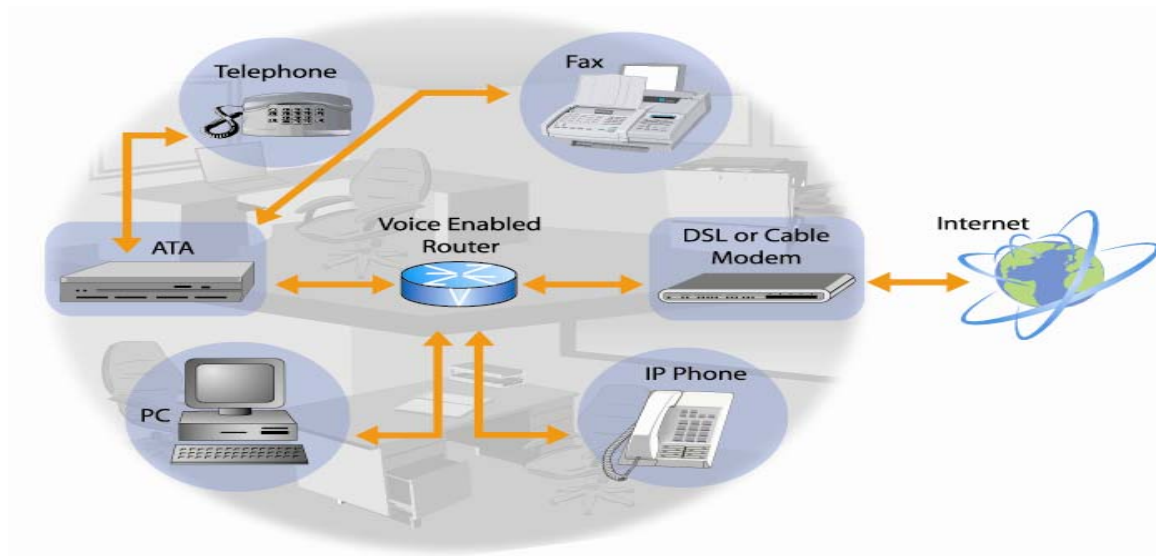 Telephone
Fax
ATA
Voice Enabled
Router
DSL or Cable
Modem
Internet
PC
IP Phone
V